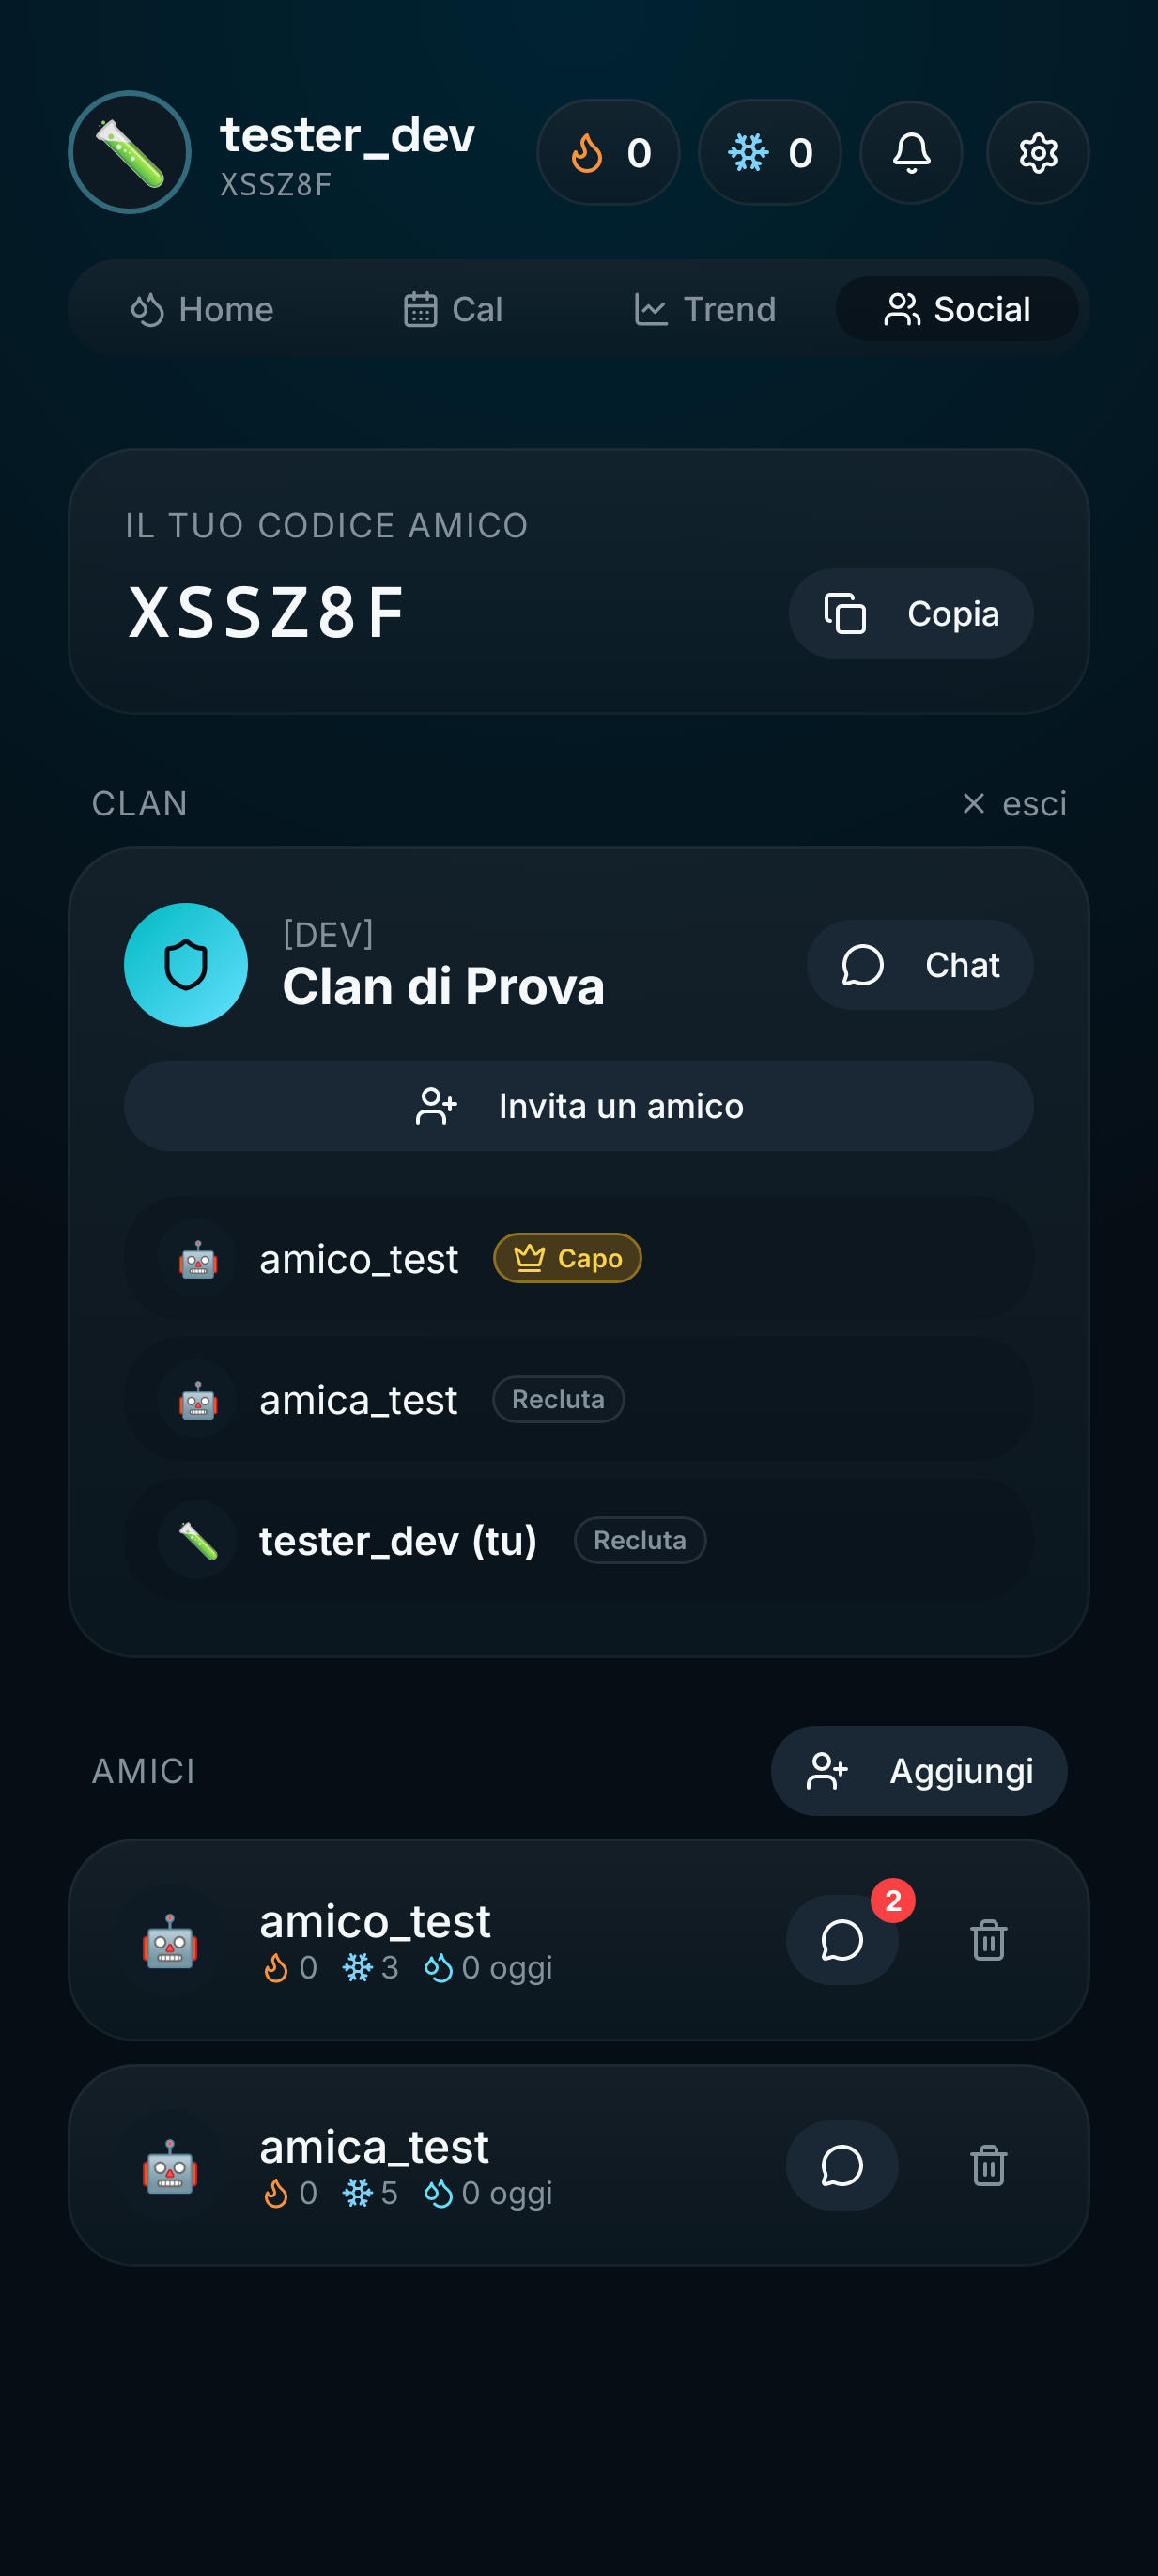 tester_dev
XSSZ8F
0
0
Home
Cal
Trend
Social
IL TUO CODICE AMICO
XSSZ8F
Copia
CLAN
esci
[DEV]
Clan di Prova
Chat
Invita un amico
amico_test
Capo
amica_test
Recluta
tester_dev (tu)
Recluta
AMICI
Aggiungi
amico_test
2
0 3 0 oggi
amica_test
0 5 0 oggi